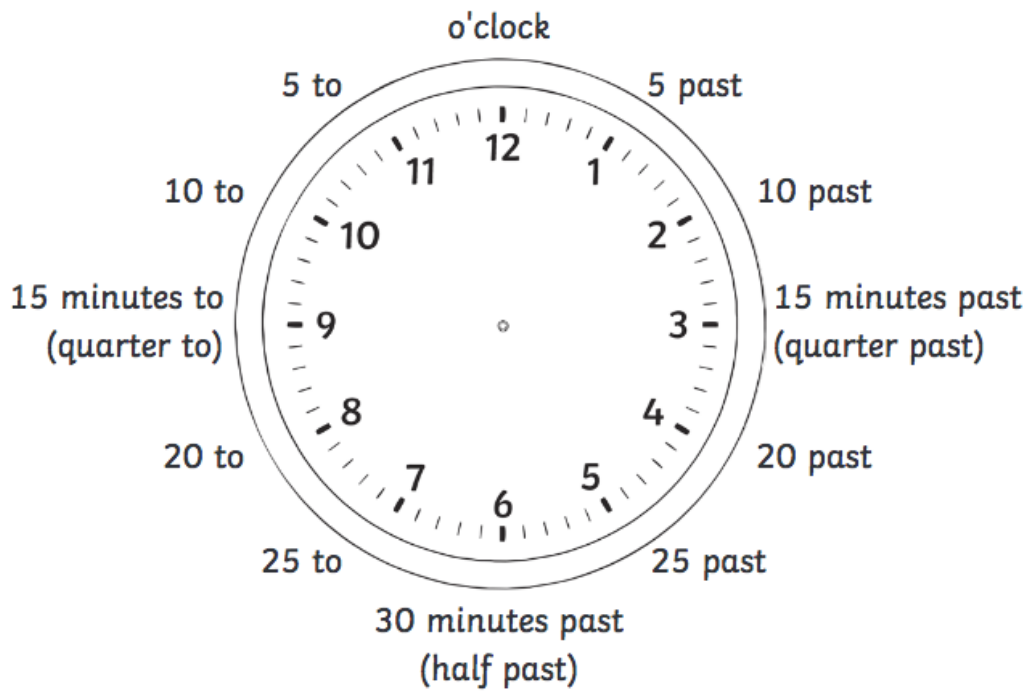 o'clock
5 to
5 past
12
11
1
10 to
10 past
10
2
15 minutes to
(quarter to)
9
3
15 minutes past
(quarter past)
8
4
20 to
20 past
7
5
6
25 to
25 past
30 minutes past
(half past)